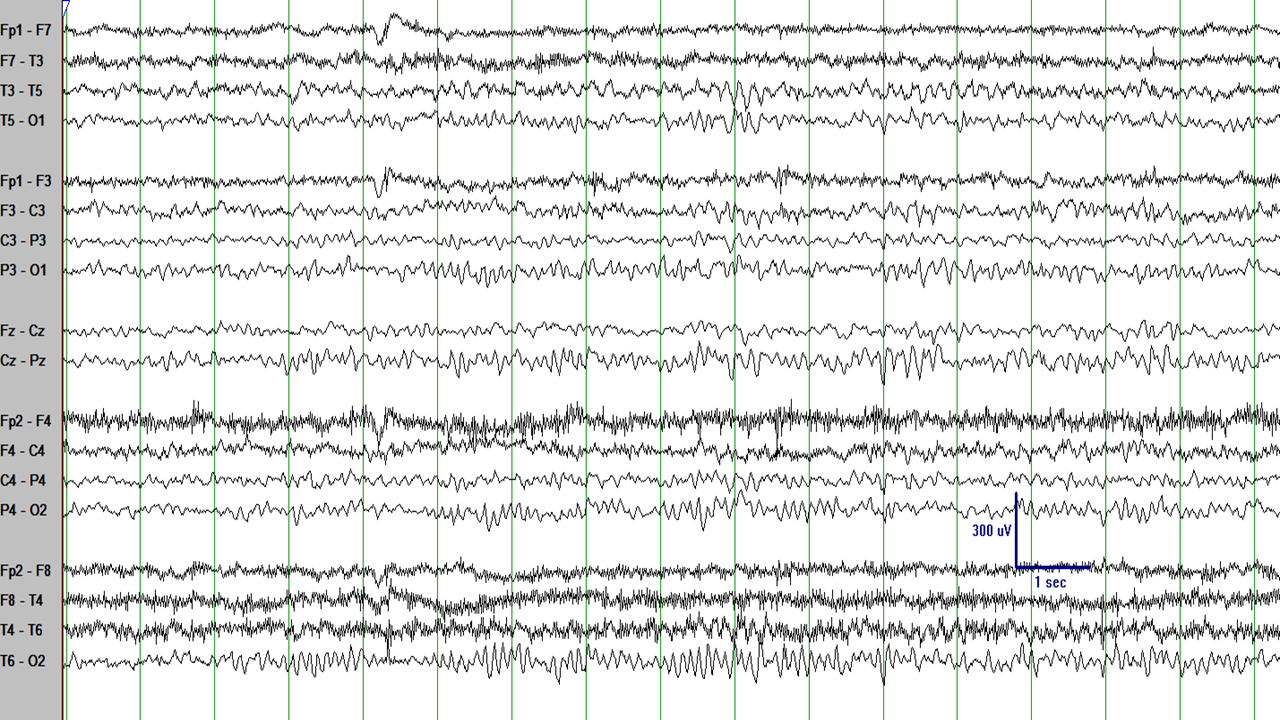 Fp1 - F7
F7 - T3
T3 - T5
T5 - O1
Fp1 - F3
F3 - C3
C3 - P3
P3 - O1
Fz - Cz
Cz - Pz
Fp2 - F4
F4 - C4
C4 - P4
P4 - O2
300 uV
Fp2 - F8
1 sec
F8 - T4
T4 - T6
T6 - O2